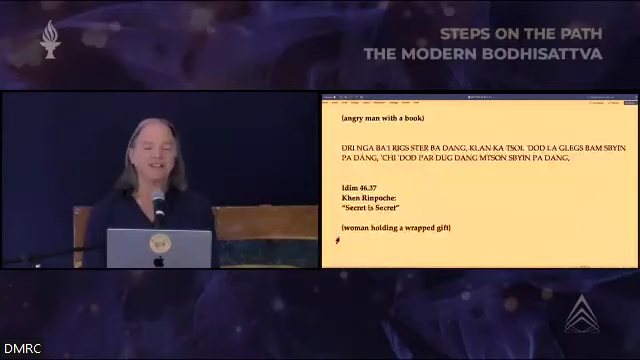 STEPS ON THE PATH
THE MODERN BODHISATTVA
(angry man with a book)
DRI NGA BA'I RIGS STER BA DANG, KLAN KA TSOL 'DOD LA GLEGS BAM SBYIN
PA DANG, 'CHI 'DOD PAR DUG DANG MTSON SBYIN PA DANG,
Idim 46.37
Khen Rinpoche:
"Secret is Secret"
(woman holding a wrapped gift)
DMRC